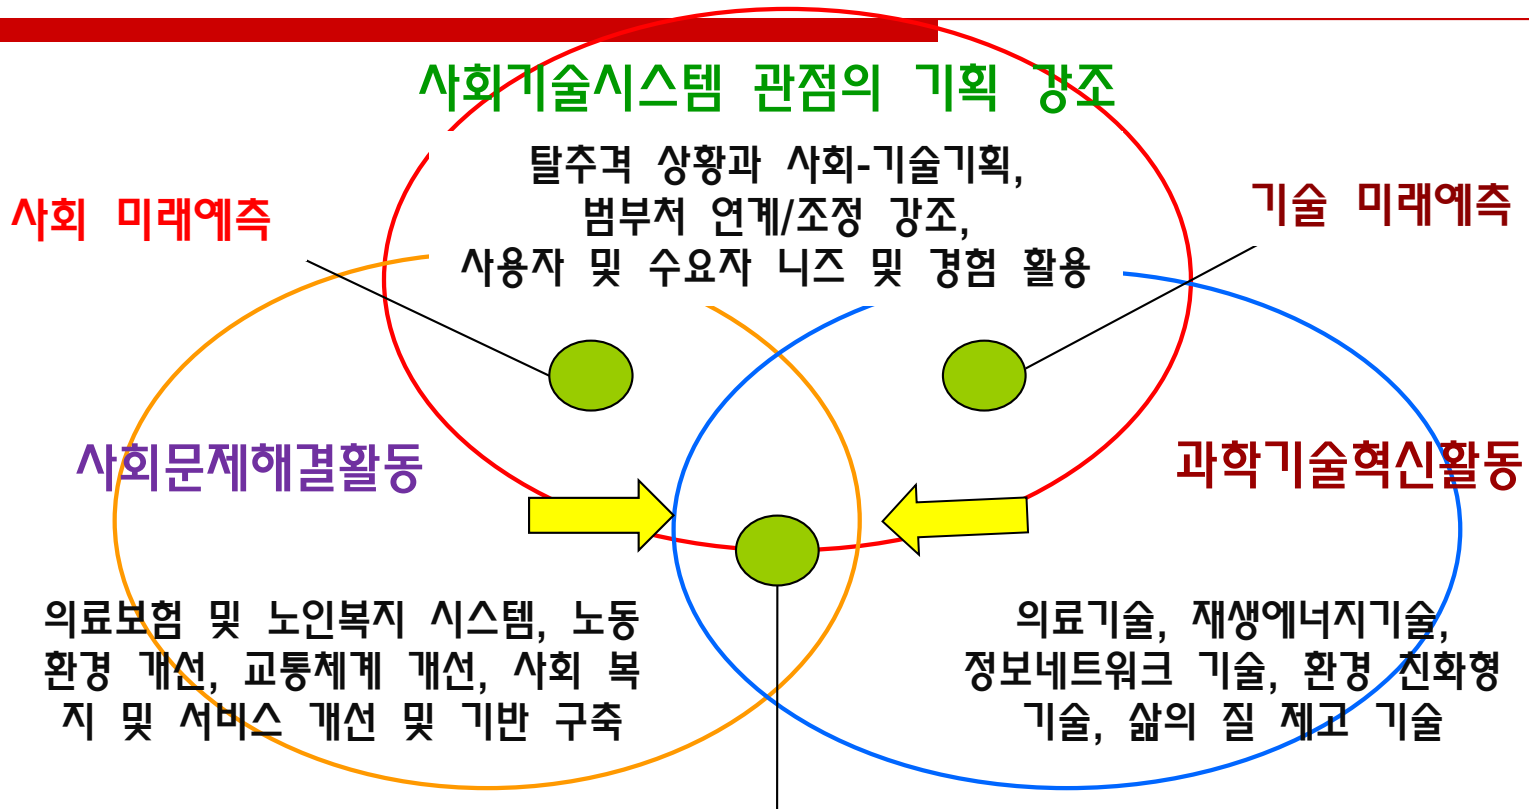 사회기술시스템 관점의 기획 강조
탈추격 상황과 사회-기술기획,
범부처 연계/조정 강조,
사용자 및 수요자 니즈 및 경험 활용
사회 미래예측
기술 미래예측
사회문제해결활동
과학기술혁신활동
의료보험 및 노인복지 시스템, 노동
환경 개선, 교통체계 개선, 사회 복
지 및 서비스 개선 및 기반 구축
의료기술, 재생에너지기술,
정보네트워크 기술, 환경 친화형
기술, 삶의 질 제고 기술